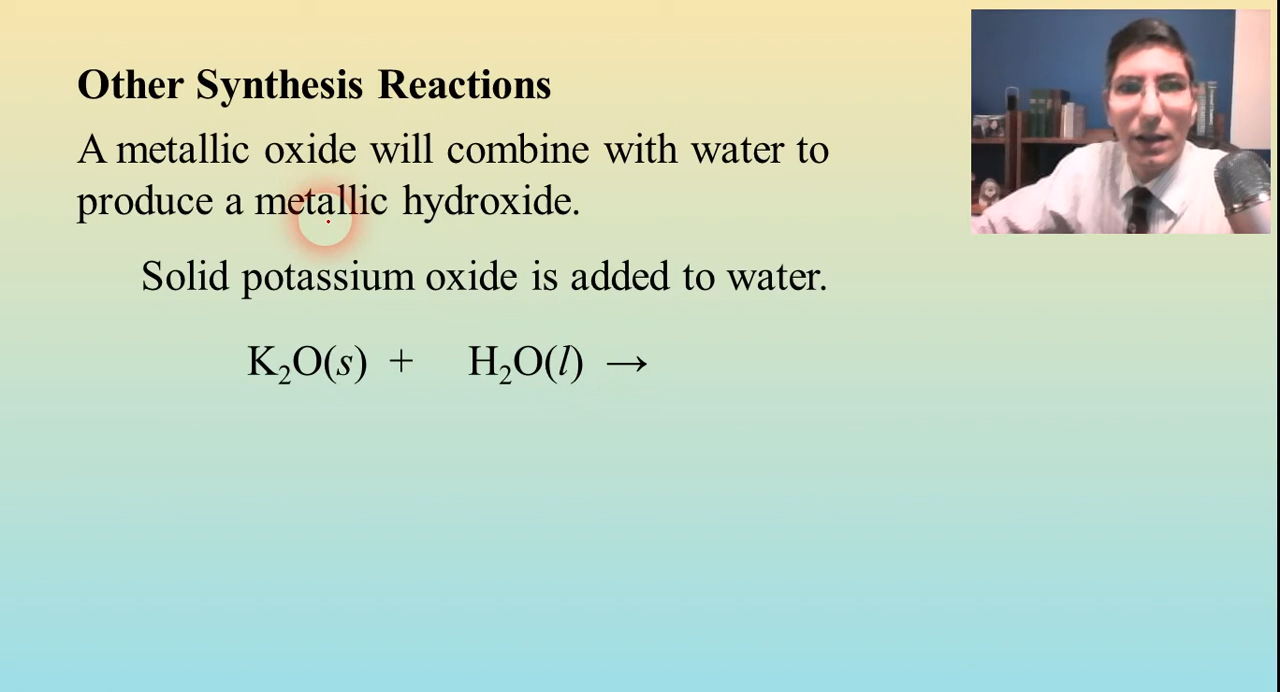 Other Synthesis Reactions
A metallic oxide will combine with water to
produce a metallic hydroxide.
Solid potassium oxide is added to water.
K₂O(s) + H₂O(l) →